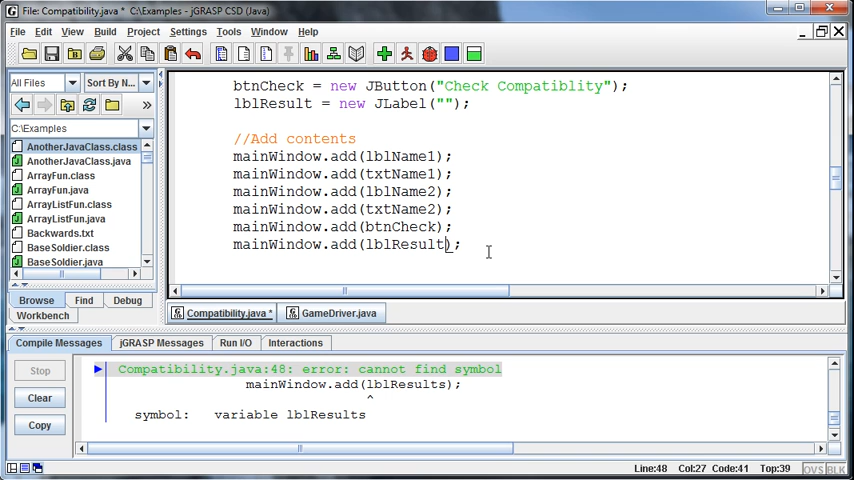 File: Compatibility.java * C:\Examples - jGRASP CSD (Java)
File Edit View Build Project Settings Tools Window Help
All Files Sort By N...
C:\Examples
AnotherJavaClass.class
AnotherJavaClass.java
ArrayFun.class
ArrayFun.java
ArrayListFun.class
ArrayListFun.java
Backwards.txt
BaseSoldier.class
BaseSoldier.java
Browse Find Debug
Workbench
btnCheck = new JButton("Check Compatiblity");
lblResult = new JLabel("");
//Add contents
mainWindow.add(lblName1);
mainWindow.add(txtName1);
mainWindow.add(lblName2);
mainWindow.add(txtName2);
mainWindow.add(btnCheck);
mainWindow.add(lblResult);
Compatibility.java * GameDriver.java
Compile Messages jGRASP Messages Run I/O Interactions
Stop
Clear
Copy
Compatibility.java:48: error: cannot find symbol
mainWindow.add(lblResults);
^
symbol: variable lblResults
Line:48 Col:27 Code:41 Top:39 OVS BLK